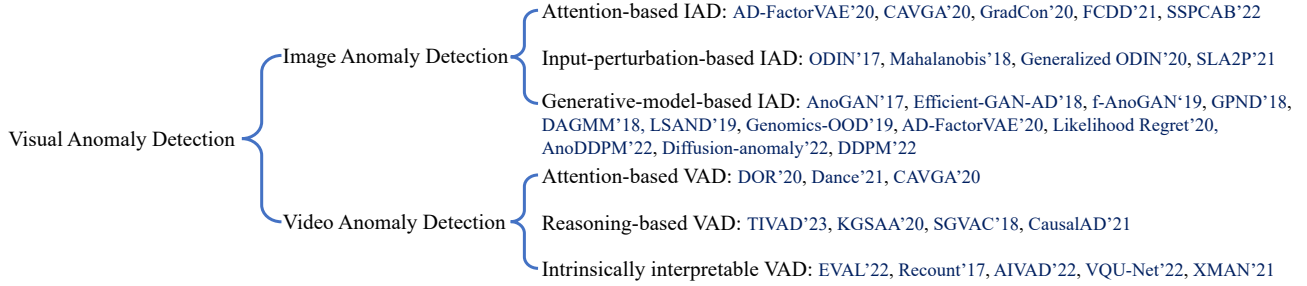 Attention-based IAD: AD-FactorVAE’20, CAVGA’20, GradCon’20, FCDD’21, SSPCAB’22
Image Anomaly Detection
Input-perturbation-based IAD: ODIN’17, Mahalanobis’18, Generalized ODIN’20, SLA2P’21
Generative-model-based IAD: AnoGAN’17, Efficient-GAN-AD’18, f-AnoGAN‘19, GPND’18,
DAGMM’18, LSAND’19, Genomics-OOD’19, AD-FactorVAE’20, Likelihood Regret’20,
AnoDDPM’22, Diffusion-anomaly’22, DDPM’22
Visual Anomaly Detection
Attention-based VAD: DOR’20, Dance’21, CAVGA’20
Video Anomaly Detection
Reasoning-based VAD: TIVAD’23, KGSAA’20, SGVAC’18, CausalAD’21
Intrinsically interpretable VAD: EVAL’22, Recount’17, AIVAD’22, VQU-Net’22, XMAN’21